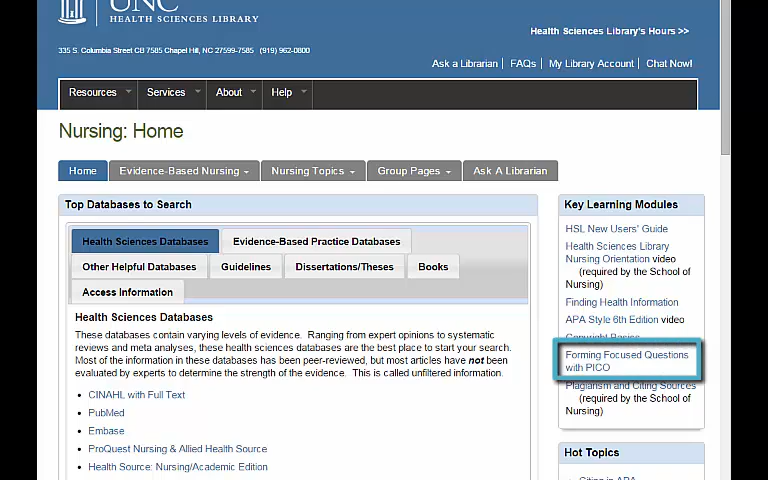 UNC
HEALTH SCIENCES LIBRARY
Health Sciences Library's Hours >>
335 S. Columbia Street CB 7585 Chapel Hill, NC 27599-7585 (919) 962-0800
Ask a Librarian | FAQs | My Library Account | Chat Now!
Resources Services About Help
Nursing: Home
Home Evidence-Based Nursing Nursing Topics Group Pages Ask A Librarian
Top Databases to Search
Health Sciences Databases Evidence-Based Practice Databases
Other Helpful Databases Guidelines Dissertations/Theses Books
Access Information
Health Sciences Databases
These databases contain varying levels of evidence. Ranging from expert opinions to systematic
reviews and meta analyses, these health sciences databases are the best place to start your search.
Most of the information in these databases has been peer-reviewed, but most articles have not been
evaluated by experts to determine the strength of the evidence. This is called unfiltered information.
• CINAHL with Full Text
• PubMed
• Embase
• ProQuest Nursing & Allied Health Source
• Health Source: Nursing/Academic Edition
Key Learning Modules
HSL New Users' Guide
Health Sciences Library
Nursing Orientation video
(required by the School of
Nursing)
Finding Health Information
APA Style 6th Edition video
Copyright Basics
Forming Focused Questions
with PICO
Plagiarism and Citing Sources
(required by the School of
Nursing)
Hot Topics
Citing in APA